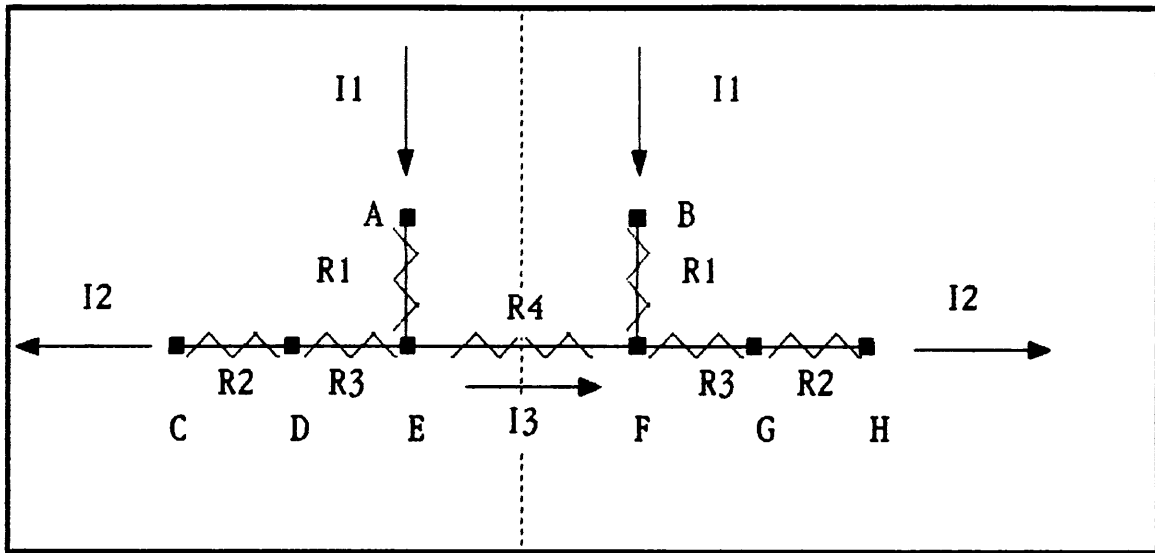 I1 I1
A B
R1 R1
I2 R4 I2
R2 R3 R3 R2
I3
C D E F G H